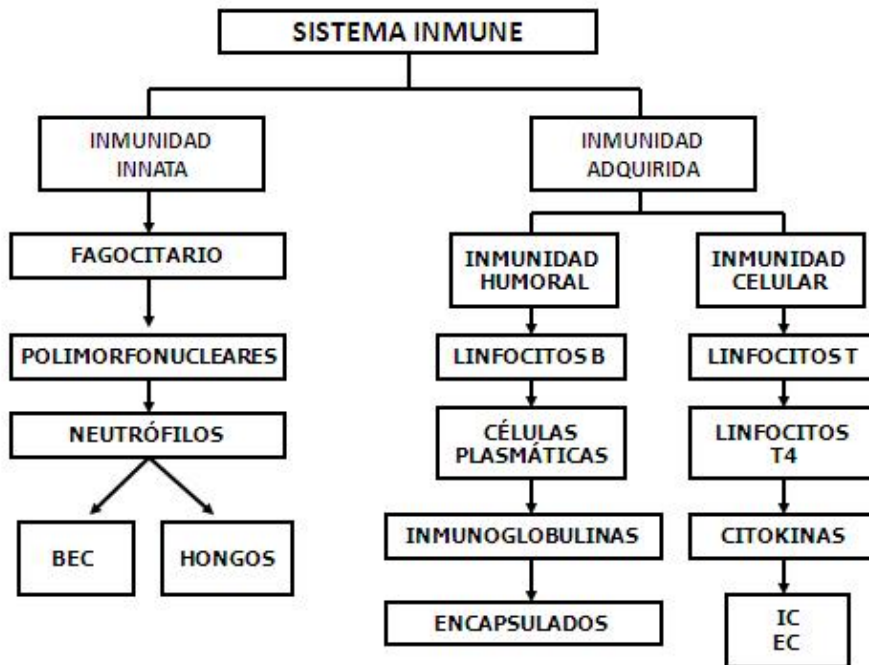 SISTEMA INMUNE
INMUNIDAD
INNATA
FAGOCITARIO
POLIMORFONUCLEARES
NEUTRÓFILOS
BEC
HONGOS
INMUNIDAD
ADQUIRIDA
INMUNIDAD
HUMORAL
LINFOCITOS B
CÉLULAS
PLASMÁTICAS
INMUNOGLOBULINAS
ENCAPSULADOS
INMUNIDAD
CELULAR
LINFOCITOS T
LINFOCITOS
T4
CITOKINAS
IC
EC